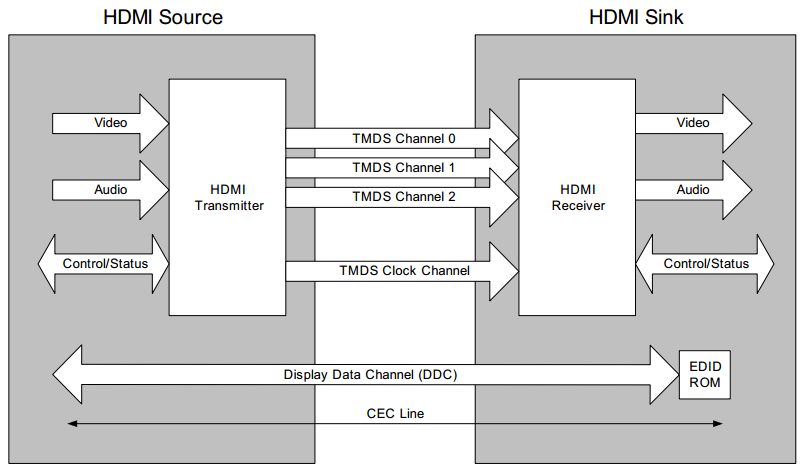 HDMI Source
HDMI Sink
Video
Audio
Control/Status
HDMI
Transmitter
TMDS Channel 0
TMDS Channel 1
TMDS Channel 2
TMDS Clock Channel
HDMI
Receiver
Video
Audio
Control/Status
Display Data Channel (DDC)
EDID
ROM
CEC Line